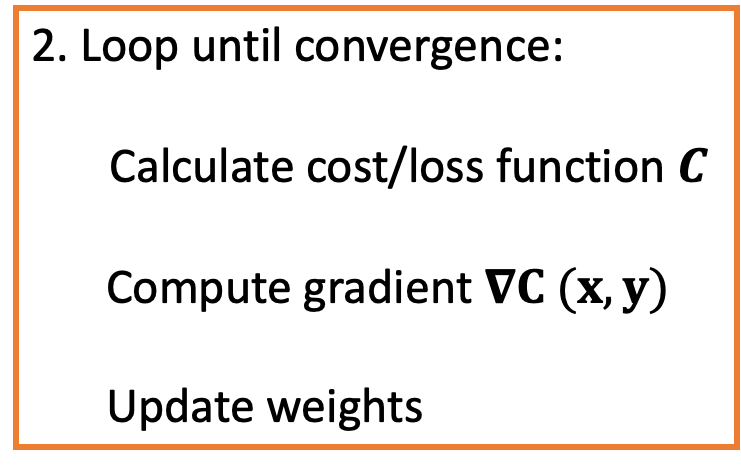 2. Loop until convergence:
Calculate cost/loss function C
Compute gradient ∇C (x, y)
Update weights